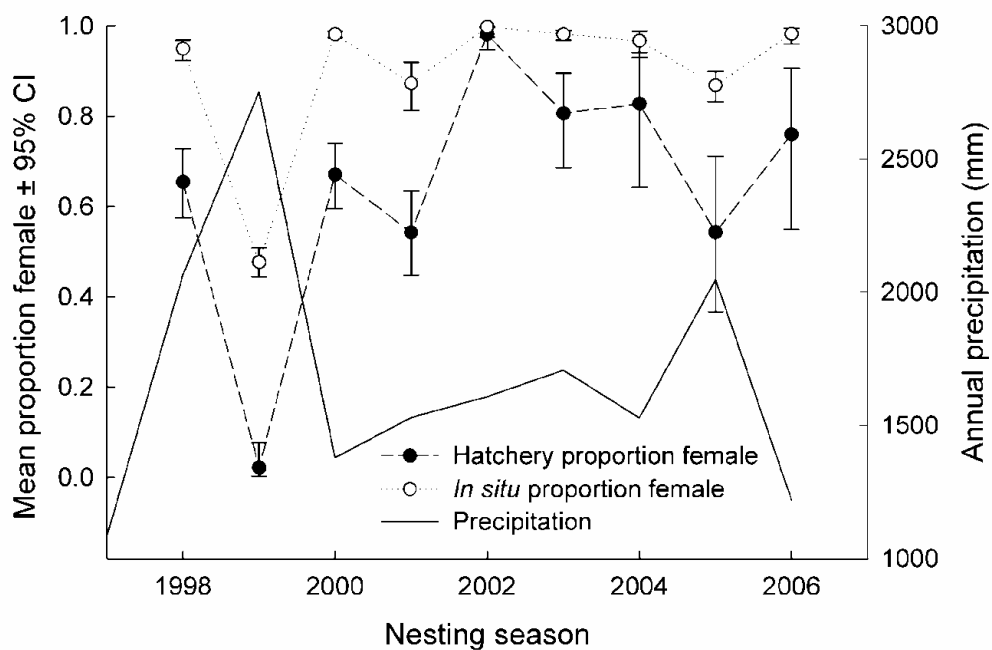 Mean proportion female ± 95% CI
1.0
0.8
0.6
0.4
0.2
0.0
3000
2500
2000
1500
1000
Annual precipitation (mm)
Hatchery proportion female
In situ proportion female
Precipitation
1998 2000 2002 2004 2006
Nesting season